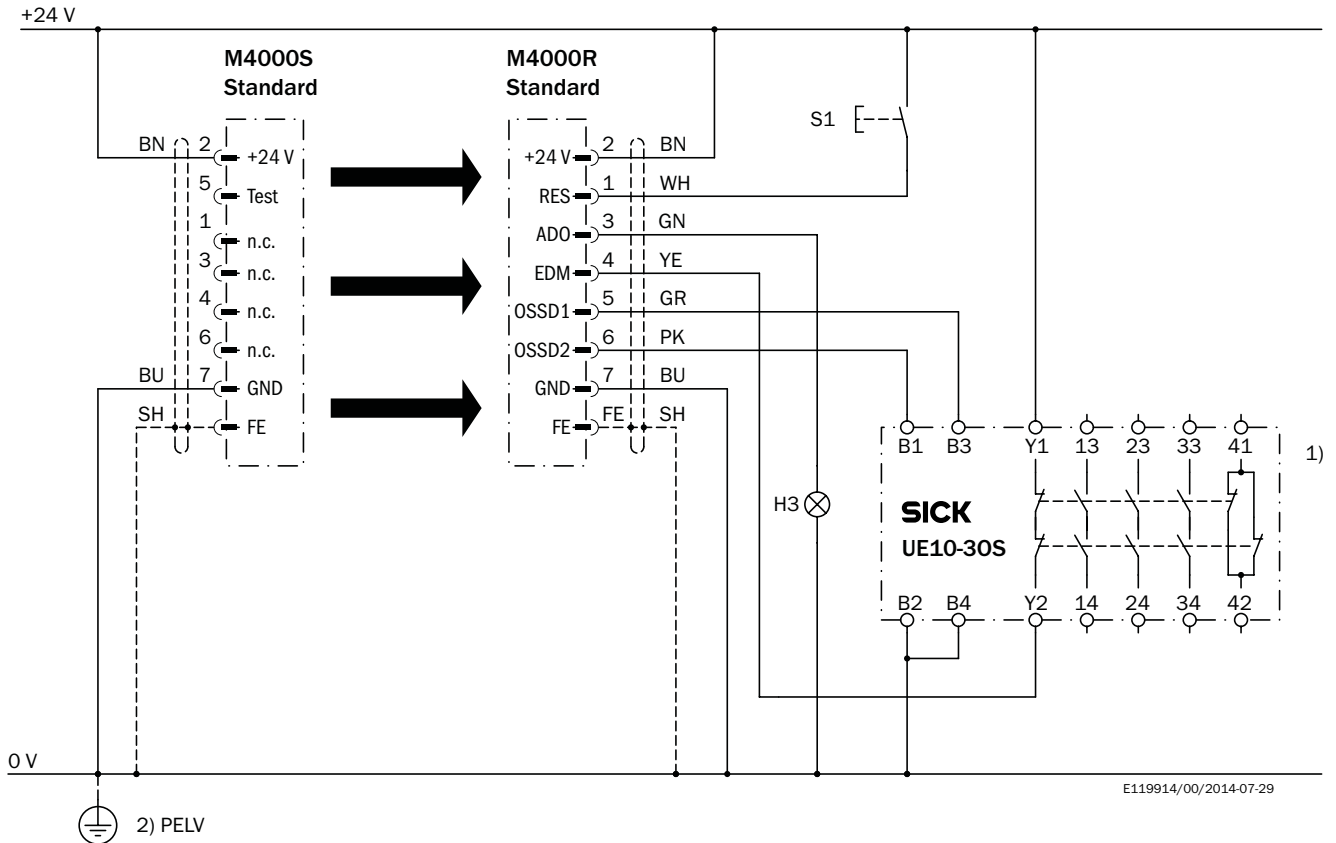 +24 V
M4000S
Standard
M4000R
Standard
S1
BN 2 +24 V
5 Test
1 n.c.
3 n.c.
4 n.c.
6 n.c.
BU 7 GND
SH FE
+24 V 2 BN
RES 1 WH
ADO 3 GN
EDM 4 YE
OSSD1 5 GR
OSSD2 6 PK
GND 7 BU
FE FE SH
H3
B1 B3 Y1 13 23 33 41
1)
SICK
UE10-3OS
B2 B4 Y2 14 24 34 42
0 V
E119914/00/2014-07-29
2) PELV